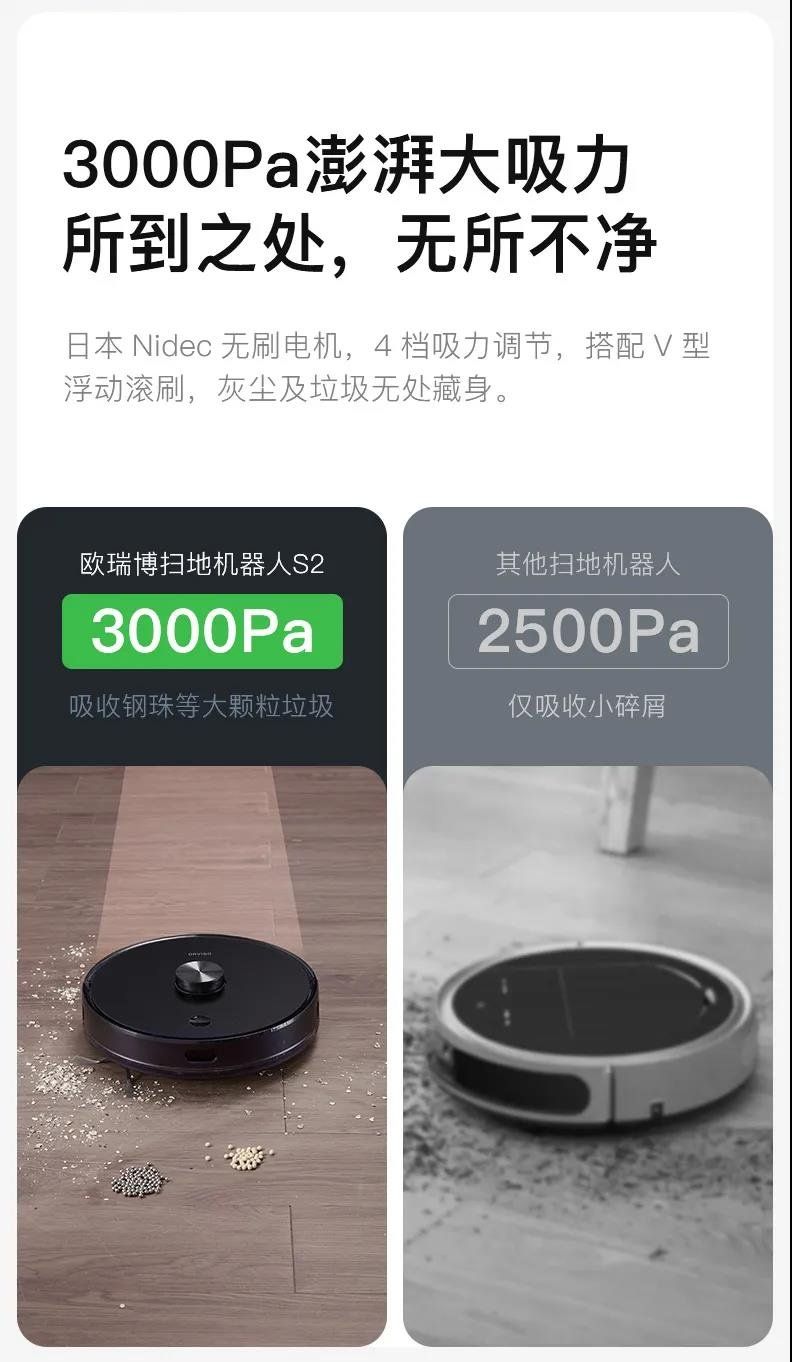 3000Pa澎湃大吸力
所到之处，无所不净
日本 Nidec 无刷电机，4 档吸力调节，搭配 V 型
浮动滚刷，灰尘及垃圾无处藏身。
欧瑞博扫地机器人S2
3000Pa
吸收钢珠等大颗粒垃圾
其他扫地机器人
2500Pa
仅吸收小碎屑
ORVIBO